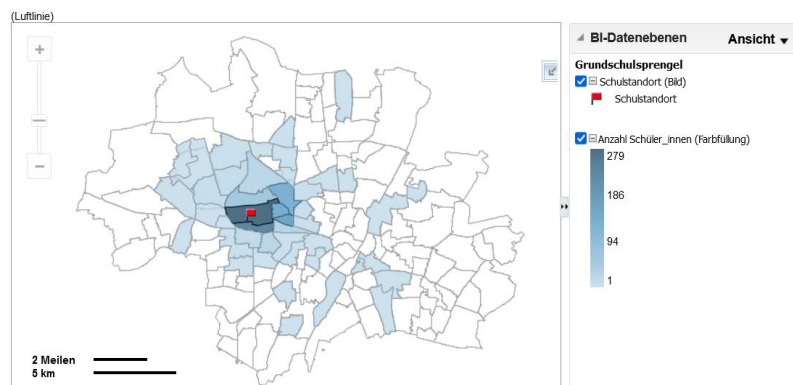 (Luftlinie)
BI-Datenebenen
Ansicht
Grundschulsprengel
Schulstandort (Bild)
Schulstandort
Anzahl Schüler_innen (Farbfüllung)
279
186
94
1
2 Meilen
5 km